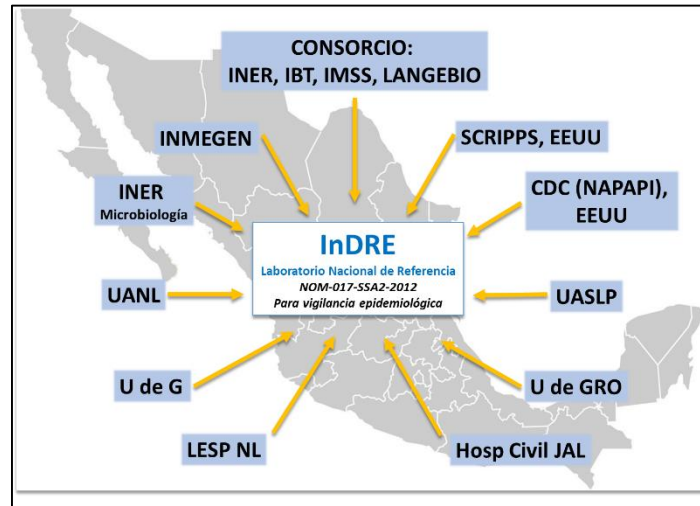 CONSORCIO:
INER, IBT, IMSS, LANGEBIO
INMEGEN
SCRIPPS, EEUU
INER
Microbiología
CDC (NAPAPI),
EEUU
InDRE
Laboratorio Nacional de Referencia
NOM-017-SSA2-2012
Para vigilancia epidemiológica
UANL
UASLP
U de G
U de GRO
LESP NL
Hosp Civil JAL